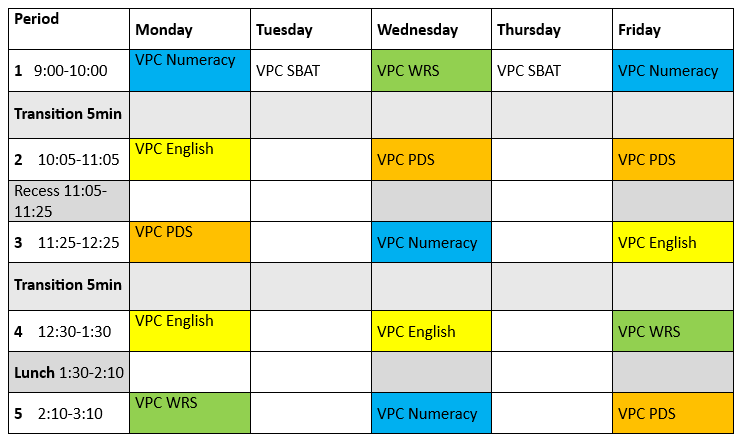 Period Monday Tuesday Wednesday Thursday Friday
1 9:00-10:00 VPC Numeracy VPC SBAT VPC WRS VPC SBAT VPC Numeracy
Transition 5min
2 10:05-11:05 VPC English VPC PDS VPC PDS
Recess 11:05-
11:25
3 11:25-12:25 VPC PDS VPC Numeracy VPC English
Transition 5min
4 12:30-1:30 VPC English VPC English VPC WRS
Lunch 1:30-2:10
5 2:10-3:10 VPC WRS VPC Numeracy VPC PDS